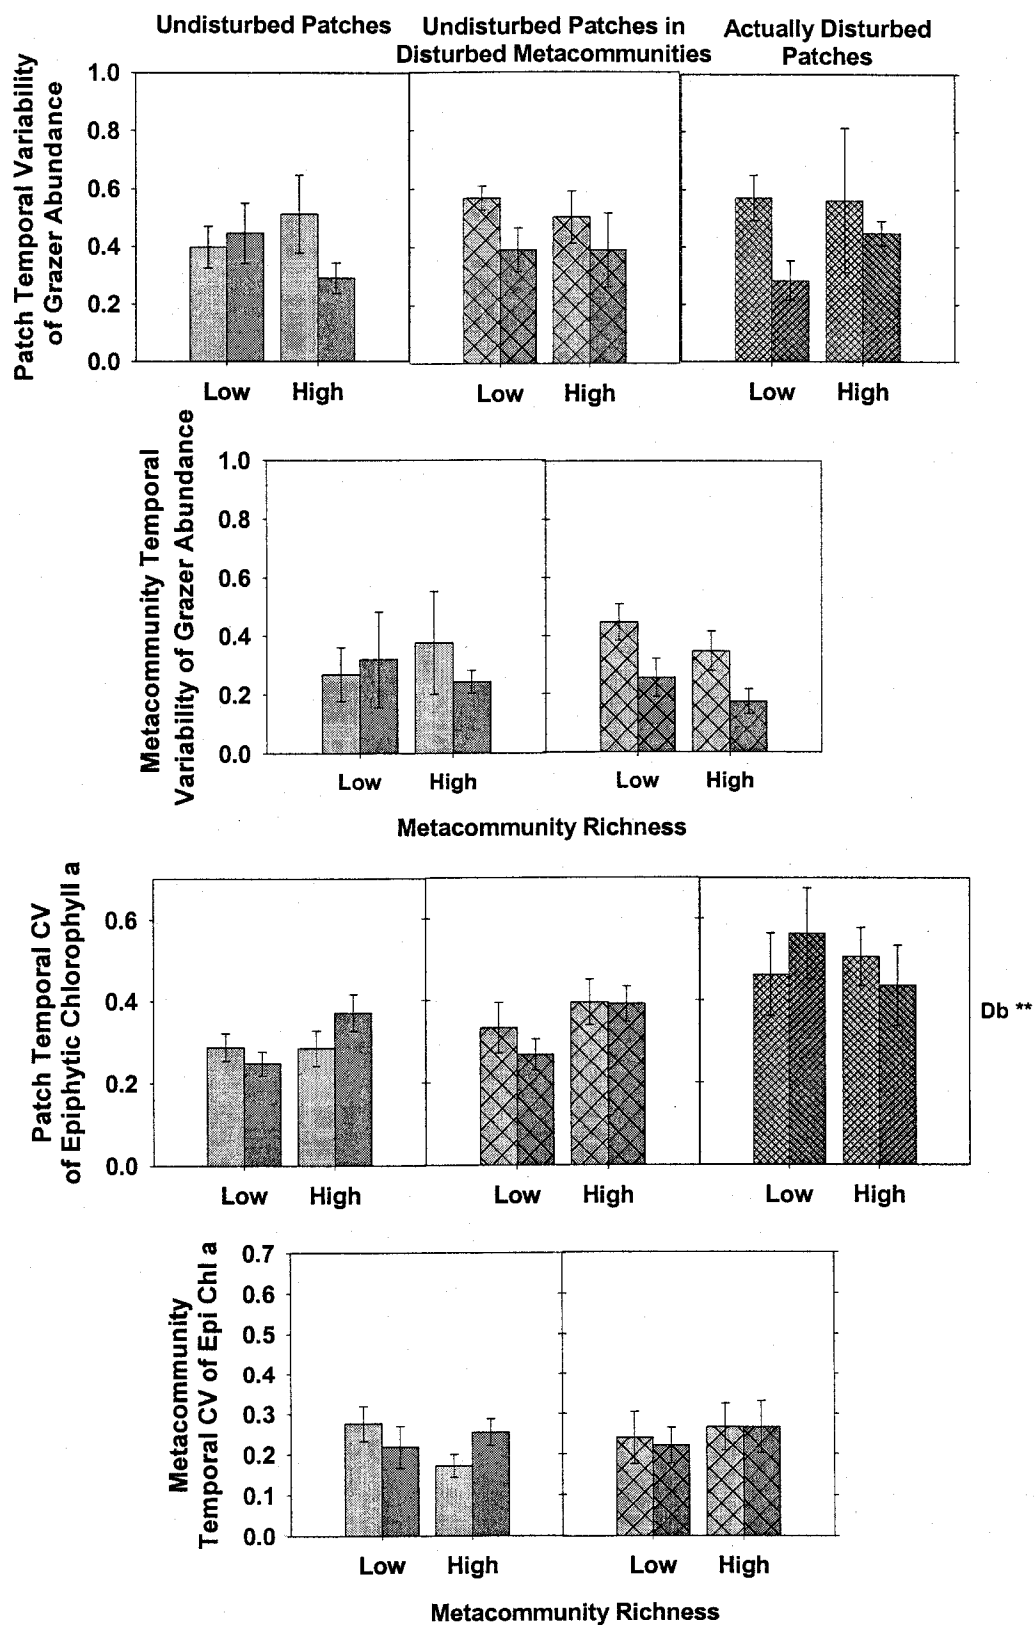 Undisturbed Patches
Undisturbed Patches in
Disturbed Metacommunities
Actually Disturbed
Patches
Patch Temporal Variability
of Grazer Abundance
1.0
0.8
0.6
0.4
0.2
0.0
Low High
Low High
Low High
Metacommunity Temporal
Variability of Grazer Abundance
1.0
0.8
0.6
0.4
0.2
0.0
Low High
Low High
Metacommunity Richness
Patch Temporal CV
of Epiphytic Chlorophyll a
0.6
0.4
0.2
0.0
Db **
Low High
Low High
Low High
Metacommunity
Temporal CV of Epi Chl a
0.7
0.6
0.5
0.4
0.3
0.2
0.1
0.0
Low High
Low High
Metacommunity Richness